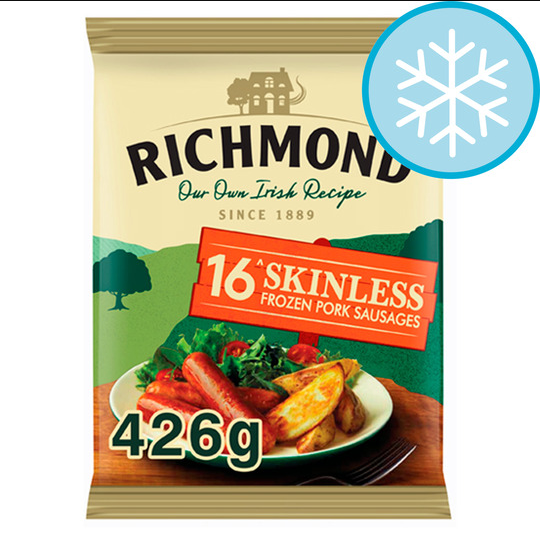 RICHMOND
Our Own Irish Recipe
SINCE 1889
16 ^SKINLESS
FROZEN PORK SAUSAGES
426g